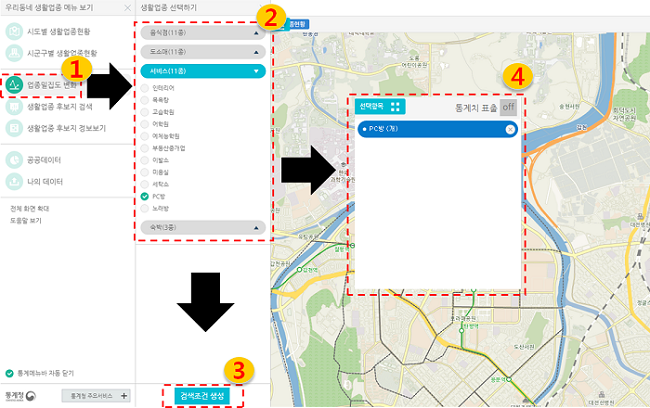 우리동네 생활업종 메뉴 보기
시도별 생활업종현황
시군구별 생활업종현황
1
업종밀집도 변화
생활업종 후보지 검색
생활업종 후보지 정보보기
공공데이터
나의 데이터
전체 화면 확대
도움말 보기
통계메뉴바 자동 닫기
통계청
통계청 주요서비스 +
생활업종 선택하기
2
음식점(11종)
도소매(11종)
서비스(11종)
인테리어
목욕탕
교습학원
어학원
예체능학원
부동산중개업
이발소
미용실
세탁소
PC방
노래방
숙박(3종)
3
검색조건 생성
4
선택항목
통계치 표출 off
PC방 (개)
도산서원